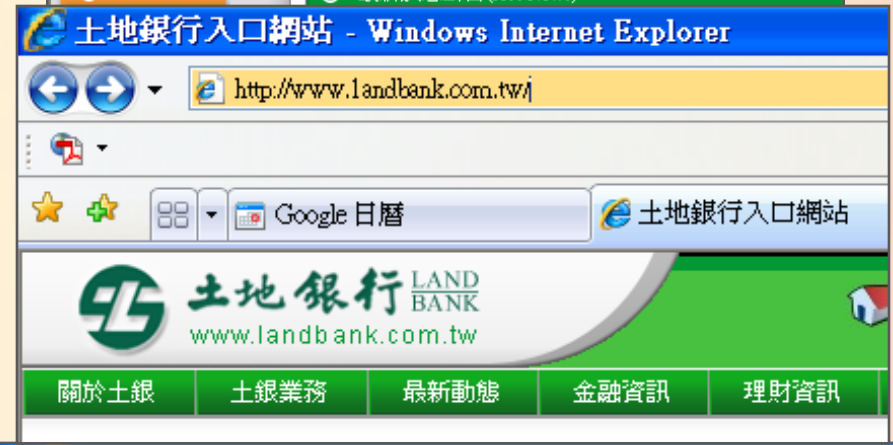 土地銀行入口網站 - Windows Internet Explorer
http://www.1andbank.com.tw/
Google 日曆 土地銀行入口網站
土地銀行 LAND BANK
www.landbank.com.tw
關於土銀 土銀業務 最新動態 金融資訊 理財資訊